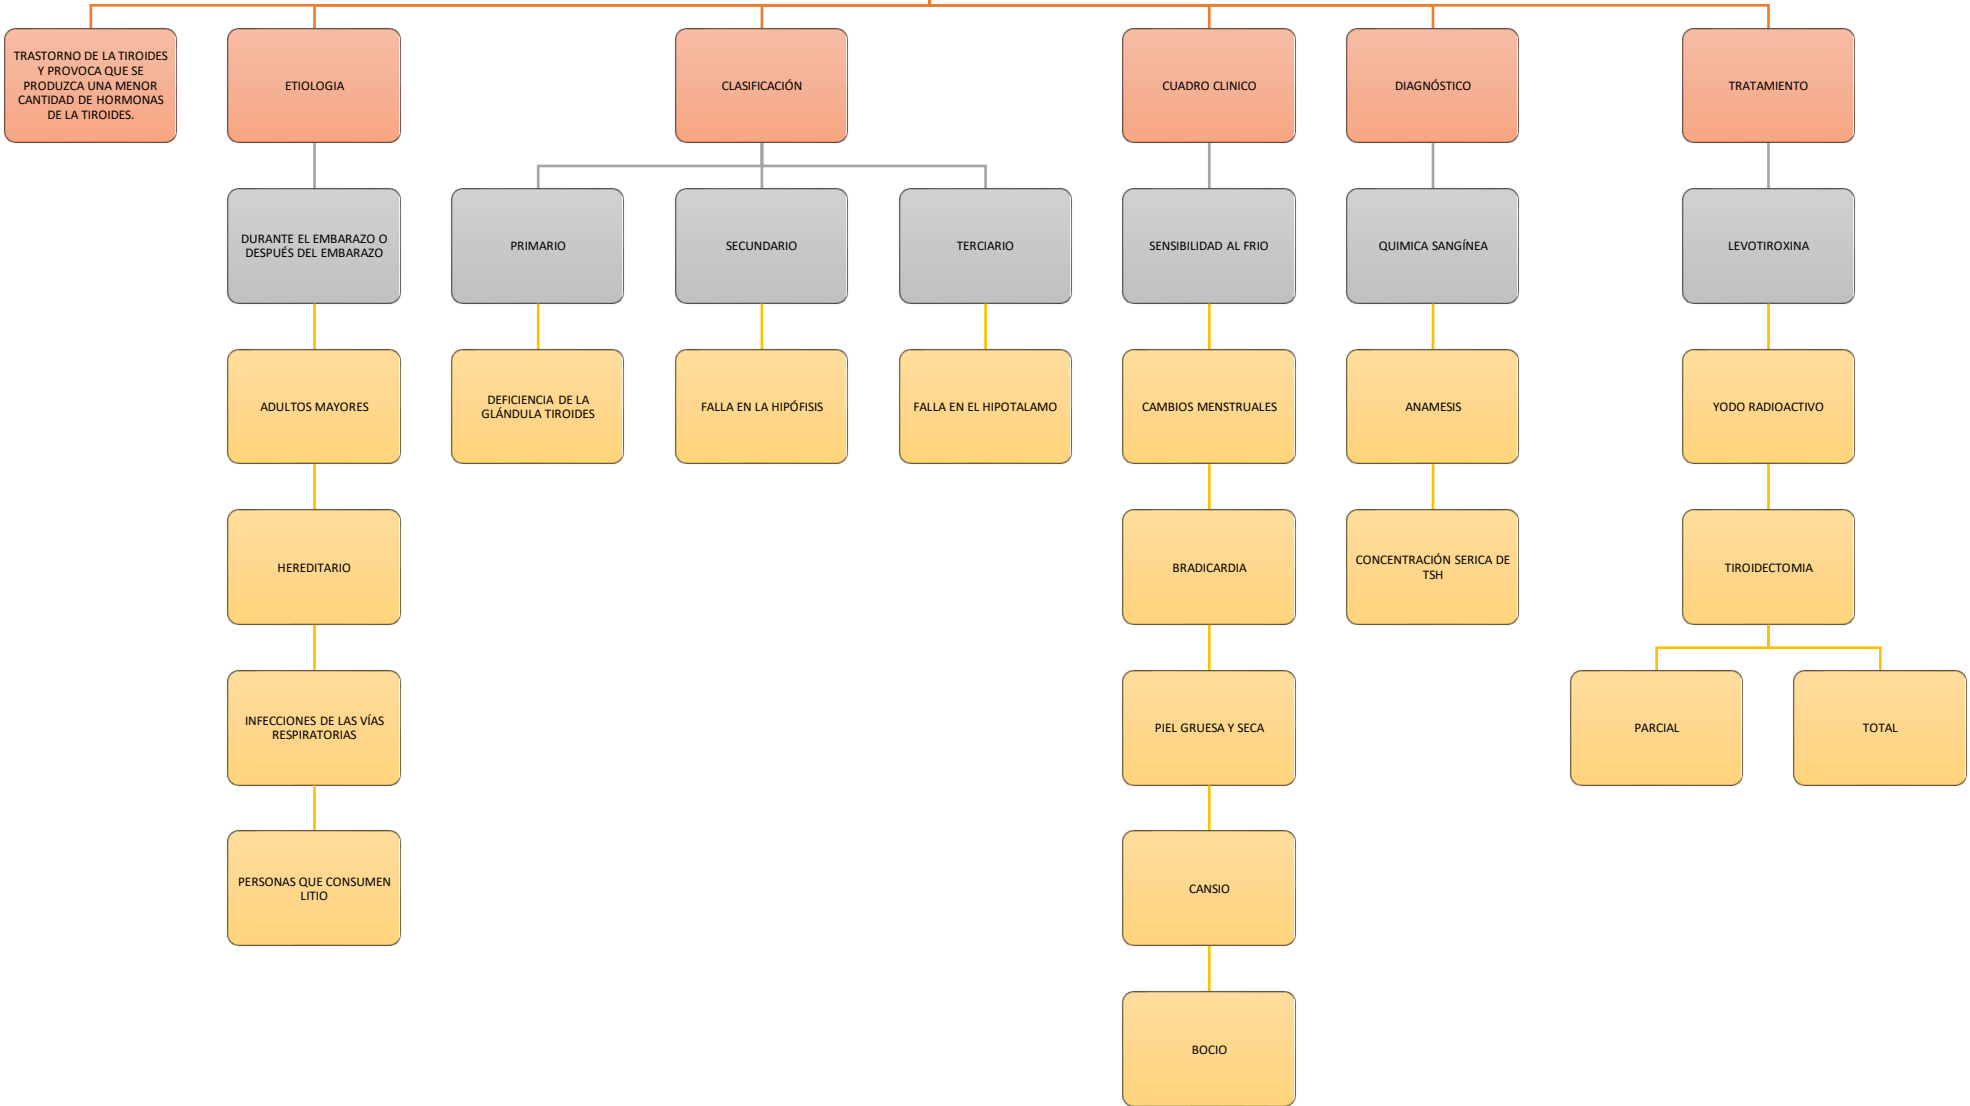 TRASTORNO DE LA TIROIDES
Y PROVOCA QUE SE
PRODUZCA UNA MENOR
CANTIDAD DE HORMONAS
DE LA TIROIDES.
ETIOLOGIA
CLASIFICACIÓN
CUADRO CLINICO
DIAGNÓSTICO
TRATAMIENTO
DURANTE EL EMBARAZO O
DESPUÉS DEL EMBARAZO
PRIMARIO
SECUNDARIO
TERCIARIO
SENSIBILIDAD AL FRIO
QUIMICA SANGÍNEA
LEVOTIROXINA
ADULTOS MAYORES
DEFICIENCIA DE LA
GLÁNDULA TIROIDES
FALLA EN LA HIPÓFISIS
FALLA EN EL HIPOTALAMO
CAMBIOS MENSTRUALES
ANAMESIS
YODO RADIOACTIVO
HEREDITARIO
BRADICARDIA
CONCENTRACIÓN SERICA DE
TSH
TIROIDECTOMIA
INFECCIONES DE LAS VÍAS
RESPIRATORIAS
PIEL GRUESA Y SECA
PARCIAL
TOTAL
PERSONAS QUE CONSUMEN
LITIO
CANSIO
BOCIO